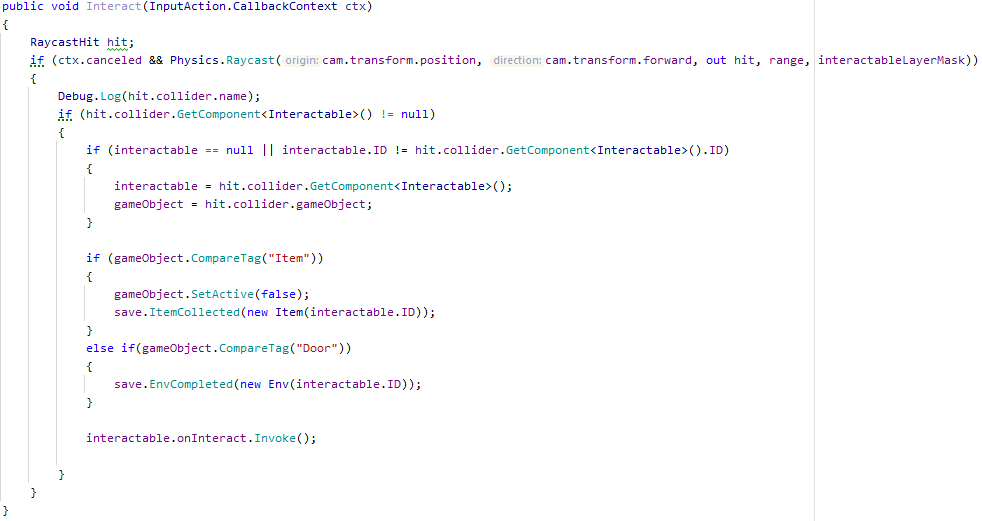 public void Interact(InputAction.CallbackContext ctx)
{
    RaycastHit hit;
    if (ctx.canceled && Physics.Raycast( origin: cam.transform.position, direction: cam.transform.forward, out hit, range, interactableLayerMask))
    {
        Debug.Log(hit.collider.name);
        if (hit.collider.GetComponent<Interactable>() != null)
        {
            if (interactable == null || interactable.ID != hit.collider.GetComponent<Interactable>().ID)
            {
                interactable = hit.collider.GetComponent<Interactable>();
                gameObject = hit.collider.gameObject;
            }

            if (gameObject.CompareTag("Item"))
            {
                gameObject.SetActive(false);
                save.ItemCollected(new Item(interactable.ID));
            }
            else if(gameObject.CompareTag("Door"))
            {
                save.EnvCompleted(new Env(interactable.ID));
            }

            interactable.onInteract.Invoke();

        }
    }
}